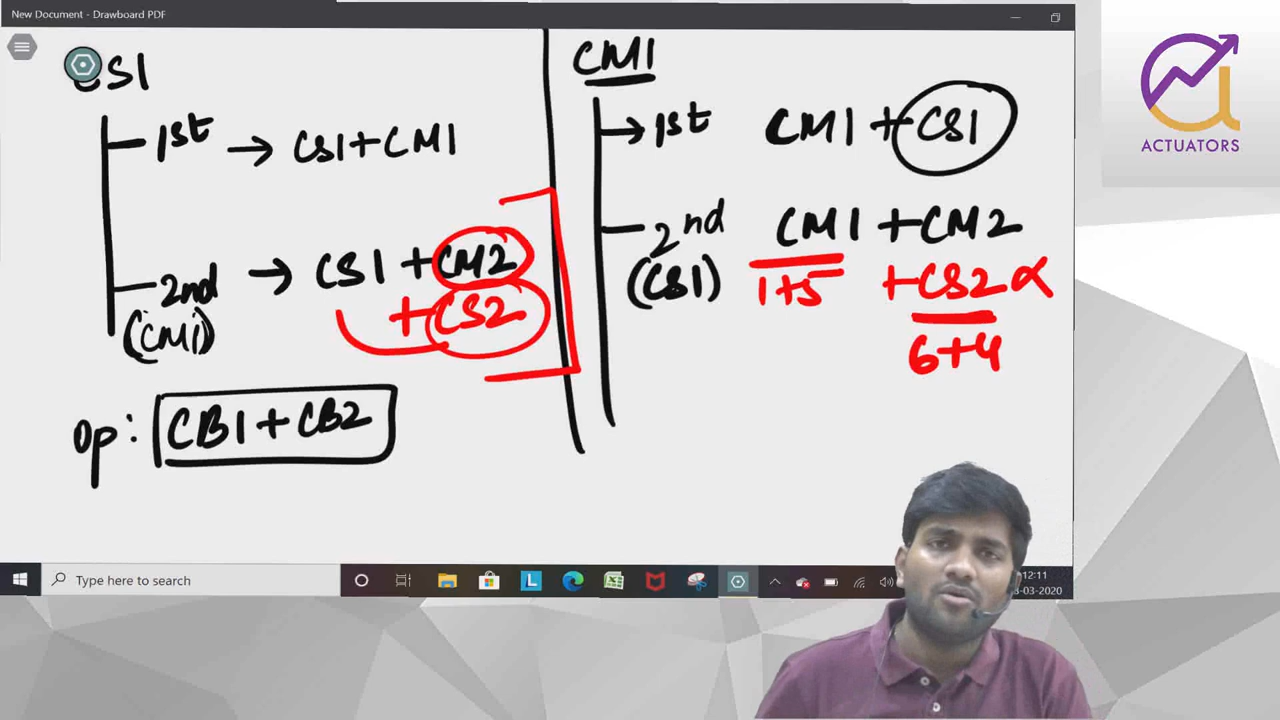 New Document - Drawboard PDF
CS1
1st → CS1+CM1
2nd → CS1+CM2
(CM1) +CS2
Op: CB1+CB2
CM1
→ 1st CM1+CS1
2nd CM1+CM2
(CS1) 1+5 +CS2 α
6+4
ACTUATORS
Type here to search
12:11
3-03-2020